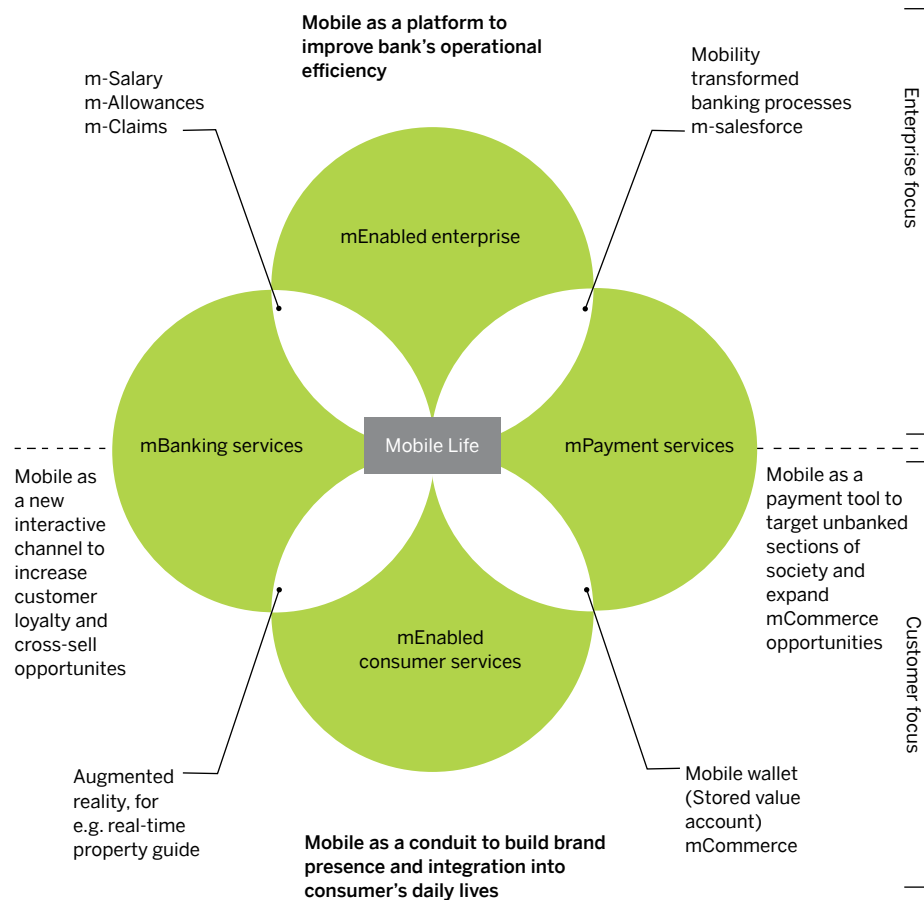 Mobile as a platform to
improve bank's operational
efficiency
m-Salary
m-Allowances
m-Claims
Mobility
transformed
banking processes
m-salesforce
Enterprise focus
mEnabled enterprise
mBanking services
Mobile Life
mPayment services
Mobile as
a new
interactive
channel to
increase
customer
loyalty and
cross-sell
opportunites
Mobile as a
payment tool to
target unbanked
sections of
society and
expand
mCommerce
opportunities
Customer focus
mEnabled
consumer services
Augmented
reality, for
e.g. real-time
property guide
Mobile wallet
(Stored value
account)
mCommerce
Mobile as a conduit to build brand
presence and integration into
consumer's daily lives